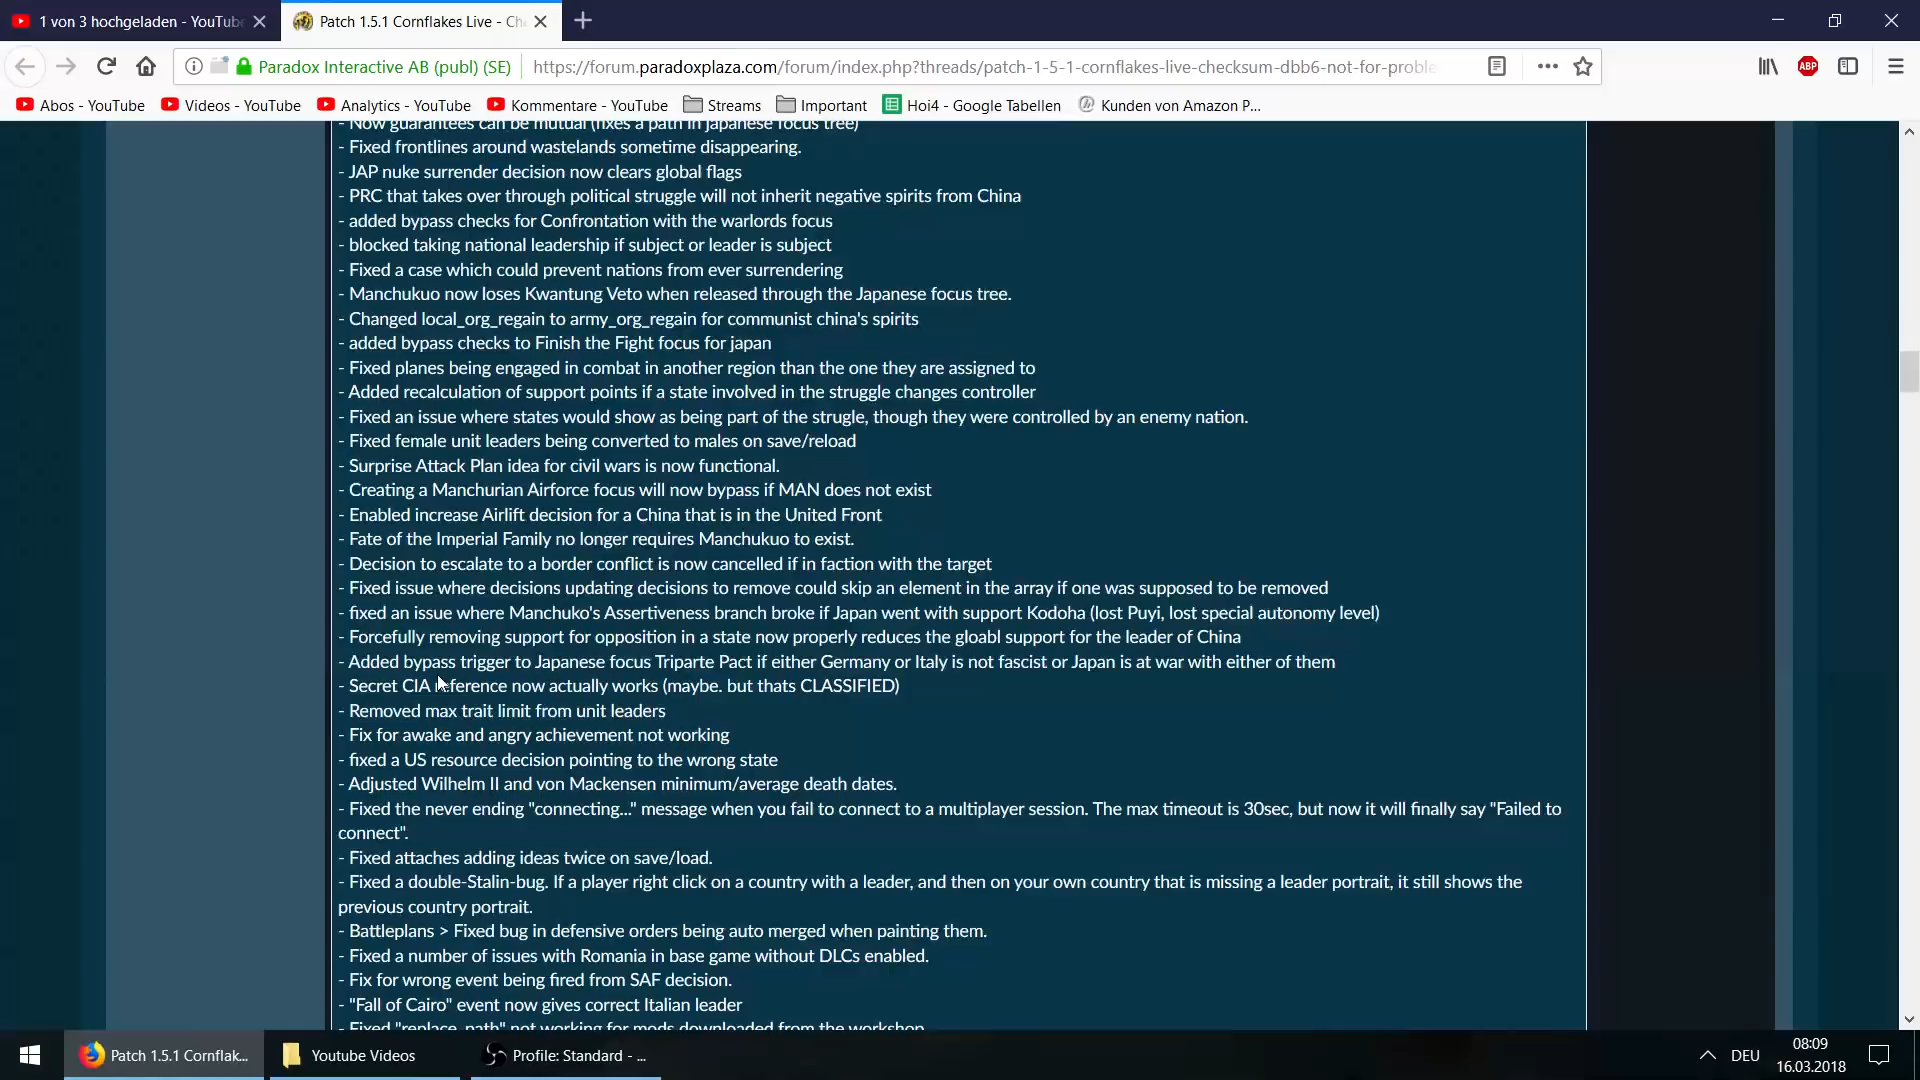 1 von 3 hochgeladen - YouTub
Patch 1.5.1 Cornflakes Live - Ch
Paradox Interactive AB (publ) (SE)
https://forum.paradoxplaza.com/forum/index.php?threads/patch-1-5-1-cornflakes-live-checksum-dbb6-not-for-proble
ABP
Abos - YouTube
Videos - YouTube
Analytics - YouTube
Kommentare - YouTube
Streams
Important
Hoi4 - Google Tabellen
Kunden von Amazon P...
- Now guarantees can be mutual (fixes a path in japanese focus tree)
- Fixed frontlines around wastelands sometime disappearing.
- JAP nuke surrender decision now clears global flags
- PRC that takes over through political struggle will not inherit negative spirits from China
- added bypass checks for Confrontation with the warlords focus
- blocked taking national leadership if subject or leader is subject
- Fixed a case which could prevent nations from ever surrendering
- Manchukuo now loses Kwantung Veto when released through the Japanese focus tree.
- Changed local_org_regain to army_org_regain for communist china's spirits
- added bypass checks to Finish the Fight focus for japan
- Fixed planes being engaged in combat in another region than the one they are assigned to
- Added recalculation of support points if a state involved in the struggle changes controller
- Fixed an issue where states would show as being part of the strugle, though they were controlled by an enemy nation.
- Fixed female unit leaders being converted to males on save/reload
- Surprise Attack Plan idea for civil wars is now functional.
- Creating a Manchurian Airforce focus will now bypass if MAN does not exist
- Enabled increase Airlift decision for a China that is in the United Front
- Fate of the Imperial Family no longer requires Manchukuo to exist.
- Decision to escalate to a border conflict is now cancelled if in faction with the target
- Fixed issue where decisions updating decisions to remove could skip an element in the array if one was supposed to be removed
- fixed an issue where Manchuko's Assertiveness branch broke if Japan went with support Kodoha (lost Puyi, lost special autonomy level)
- Forcefully removing support for opposition in a state now properly reduces the gloabl support for the leader of China
- Added bypass trigger to Japanese focus Triparte Pact if either Germany or Italy is not fascist or Japan is at war with either of them
- Secret CIA reference now actually works (maybe. but thats CLASSIFIED)
- Removed max trait limit from unit leaders
- Fix for awake and angry achievement not working
- fixed a US resource decision pointing to the wrong state
- Adjusted Wilhelm II and von Mackensen minimum/average death dates.
- Fixed the never ending "connecting..." message when you fail to connect to a multiplayer session. The max timeout is 30sec, but now it will finally say "Failed to
connect".
- Fixed attaches adding ideas twice on save/load.
- Fixed a double-Stalin-bug. If a player right click on a country with a leader, and then on your own country that is missing a leader portrait, it still shows the
previous country portrait.
- Battleplans > Fixed bug in defensive orders being auto merged when painting them.
- Fixed a number of issues with Romania in base game without DLCs enabled.
- Fix for wrong event being fired from SAF decision.
- "Fall of Cairo" event now gives correct Italian leader
- Fixed "replace_path" not working for mods downloaded from the workshop
Patch 1.5.1 Cornflak...
Youtube Videos
Profile: Standard - ...
DEU
08:09
16.03.2018